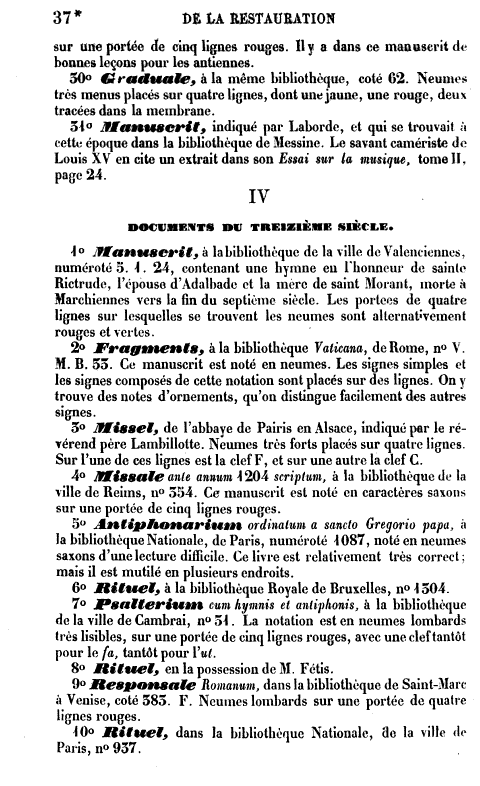 37* DE LA RESTAURATION
sur une portée de cinq lignes rouges. Il y a dans ce manuscrit de
bonnes leçons pour les antiennes.
30° Graduale, à la même bibliothèque, coté 62. Neumes
très menus placés sur quatre lignes, dont une jaune, une rouge, deux
tracées dans la membrane.
31° Manuscrit, indiqué par Laborde, et qui se trouvait à
cette époque dans la bibliothèque de Messine. Le savant camériste de
Louis XV en cite un extrait dans son Essai sur la musique, tome II,
page 24.
IV
DOCUMENTS DU TREIZIÈME SIÈCLE.
1° Manuscrit, à la bibliothèque de la ville de Valenciennes,
numéroté 5. 1. 24, contenant une hymne en l'honneur de sainte
Rictrude, l'épouse d'Adalbade et la mère de saint Morant, morte à
Marchiennes vers la fin du septième siècle. Les portées de quatre
lignes sur lesquelles se trouvent les neumes sont alternativement
rouges et vertes.
2° Fragments, à la bibliothèque Vaticana, de Rome, n° V.
M. B. 53. Ce manuscrit est noté en neumes. Les signes simples et
les signes composés de cette notation sont placés sur des lignes. On y
trouve des notes d'ornements, qu'on distingue facilement des autres
signes.
3° Missel, de l'abbaye de Pairis en Alsace, indiqué par le ré-
vérend père Lambillotte. Neumes très forts placés sur quatre lignes.
Sur l'une de ces lignes est la clef F, et sur une autre la clef C.
4° Missale ante annum 1204 scriptum, à la bibliothèque de la
ville de Reims, n° 354. Ce manuscrit est noté en caractères saxons
sur une portée de cinq lignes rouges.
5° Antiphonarium ordinatum a sancto Gregorio papa, à
la bibliothèque Nationale, de Paris, numéroté 1087, noté en neumes
saxons d'une lecture difficile. Ce livre est relativement très correct;
mais il est mutilé en plusieurs endroits.
6° Rituel, à la bibliothèque Royale de Bruxelles, n° 1304.
7° Psalterium cum hymnis et antiphonis, à la bibliothèque
de la ville de Cambrai, n° 31. La notation est en neumes lombards
très lisibles, sur une portée de cinq lignes rouges, avec une clef tantôt
pour le fa, tantôt pour l'ut.
8° Rituel, en la possession de M. Fétis.
9° Responsale Romanum, dans la bibliothèque de Saint-Marc
à Venise, coté 383. F. Neumes lombards sur une portée de quatre
lignes rouges.
10° Rituel, dans la bibliothèque Nationale, de la ville de
Paris, n° 937.